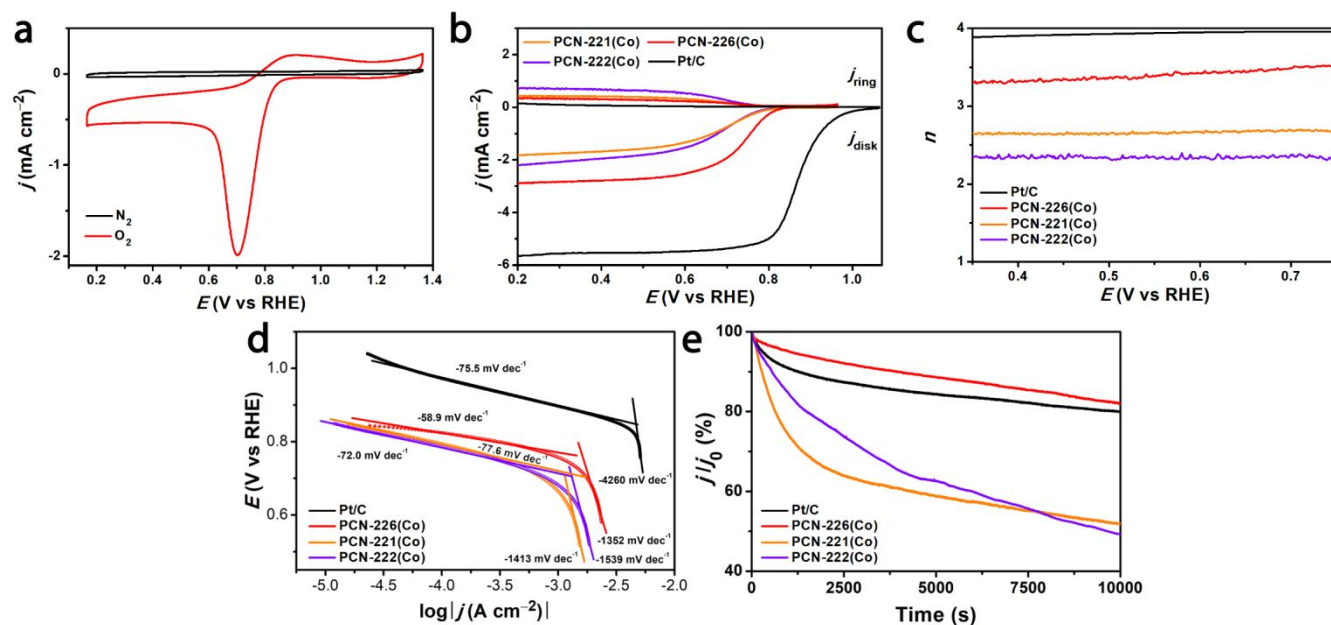 a
j (mA cm⁻²)
0
-1
-2
N₂
O₂
0.2 0.4 0.6 0.8 1.0 1.2 1.4
E (V vs RHE)
b
PCN-221(Co) PCN-226(Co)
PCN-222(Co) Pt/C
j_ring
j_disk
j (mA cm⁻²)
4
2
0
-2
-4
-6
0.2 0.4 0.6 0.8 1.0
E (V vs RHE)
c
n
4
3
2
1
Pt/C
PCN-226(Co)
PCN-221(Co)
PCN-222(Co)
0.4 0.5 0.6 0.7
E (V vs RHE)
d
E (V vs RHE)
1.0
0.8
0.6
-75.5 mV dec⁻¹
-58.9 mV dec⁻¹
-77.6 mV dec⁻¹
-72.0 mV dec⁻¹
-4260 mV dec⁻¹
-1352 mV dec⁻¹
-1413 mV dec⁻¹
-1539 mV dec⁻¹
Pt/C
PCN-226(Co)
PCN-221(Co)
PCN-222(Co)
-5.0 -4.5 -4.0 -3.5 -3.0 -2.5 -2.0
log|j (A cm⁻²)|
e
j/j₀ (%)
100
80
60
40
Pt/C
PCN-226(Co)
PCN-221(Co)
PCN-222(Co)
0 2500 5000 7500 10000
Time (s)